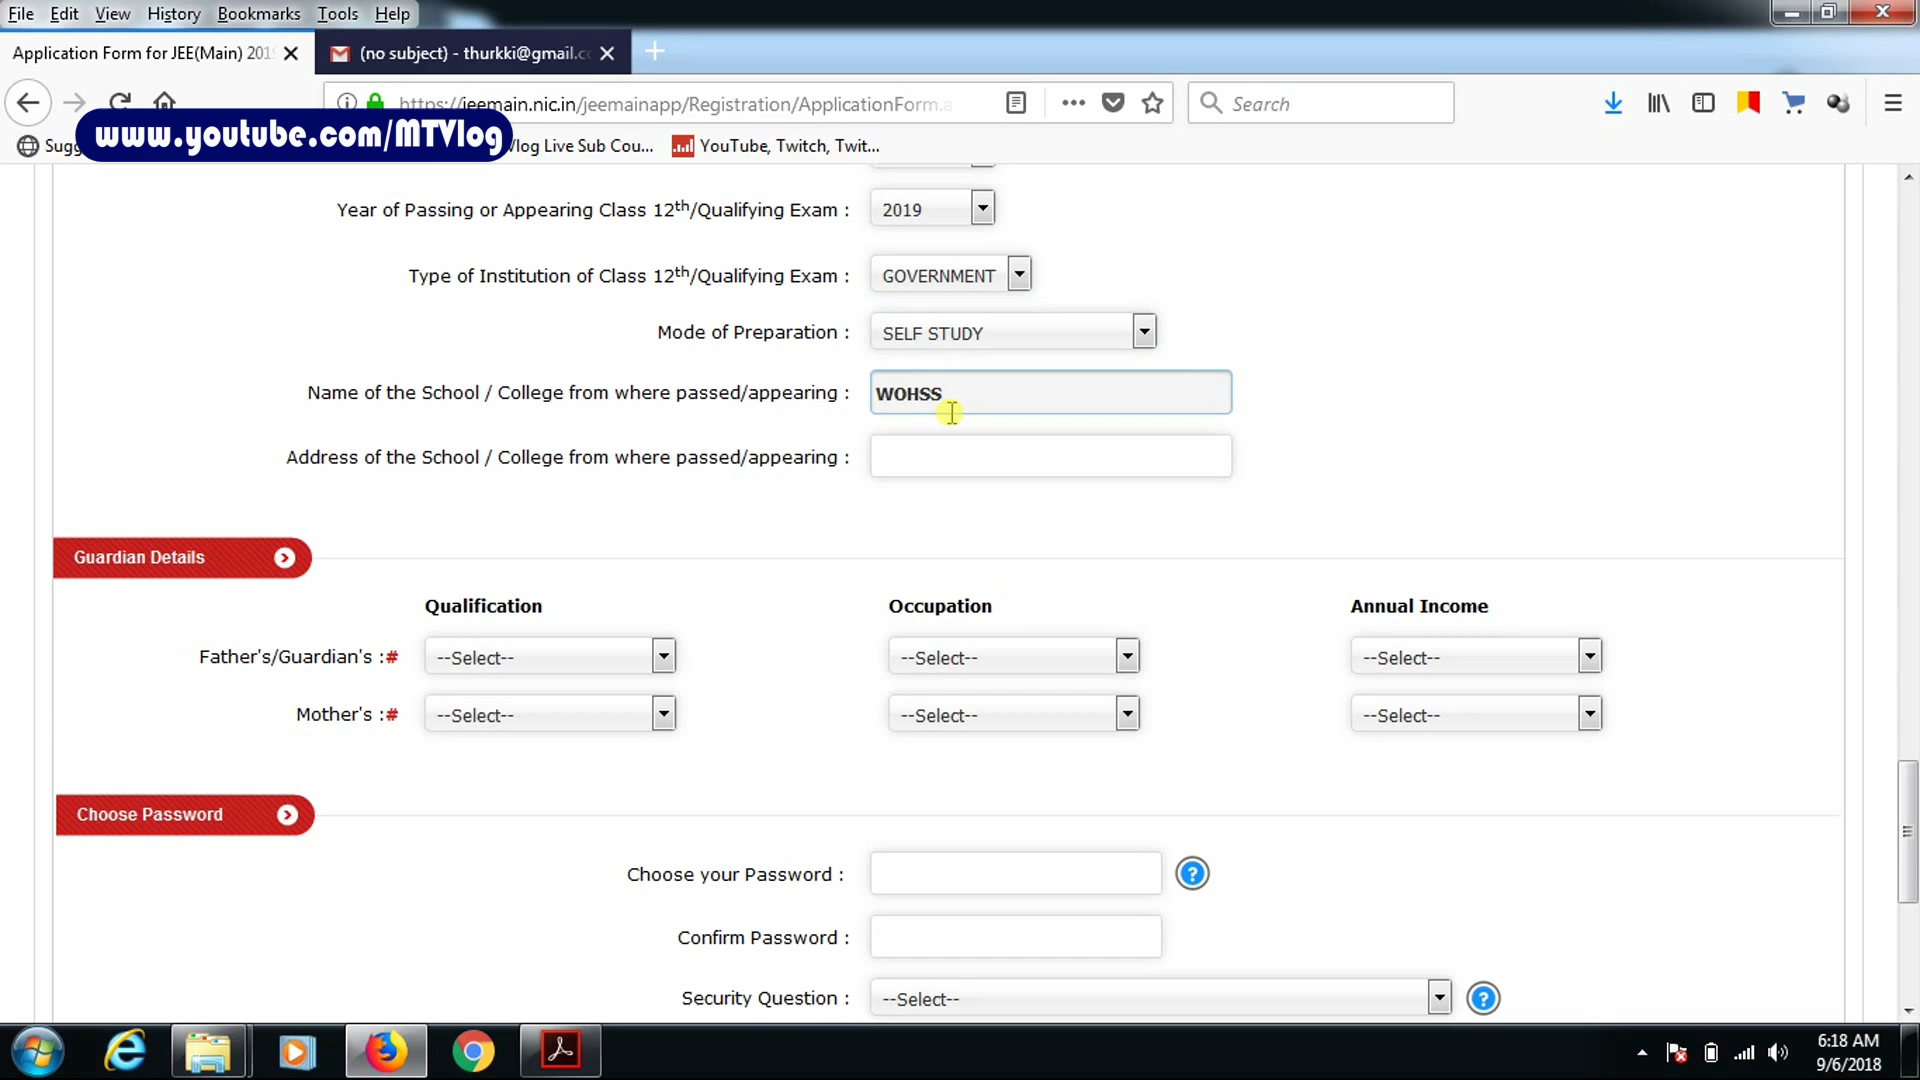 File Edit View History Bookmarks Tools Help
Application Form for JEE(Main) 201
(no subject) - thurkki@gmail.c
https://jeemain.nic.in/jeemainapp/Registration/ApplicationForm.a
Search
www.youtube.com/MTVlog
Sugg
Vlog Live Sub Cou...
YouTube, Twitch, Twit...
Year of Passing or Appearing Class 12th/Qualifying Exam :
2019
Type of Institution of Class 12th/Qualifying Exam :
GOVERNMENT
Mode of Preparation :
SELF STUDY
Name of the School / College from where passed/appearing :
WOHSS
Address of the School / College from where passed/appearing :
Guardian Details
Qualification Occupation Annual Income
Father's/Guardian's :# --Select-- --Select-- --Select--
Mother's :# --Select-- --Select-- --Select--
Choose Password
Choose your Password :
?
Confirm Password :
Security Question :
--Select--
?
6:18 AM
9/6/2018